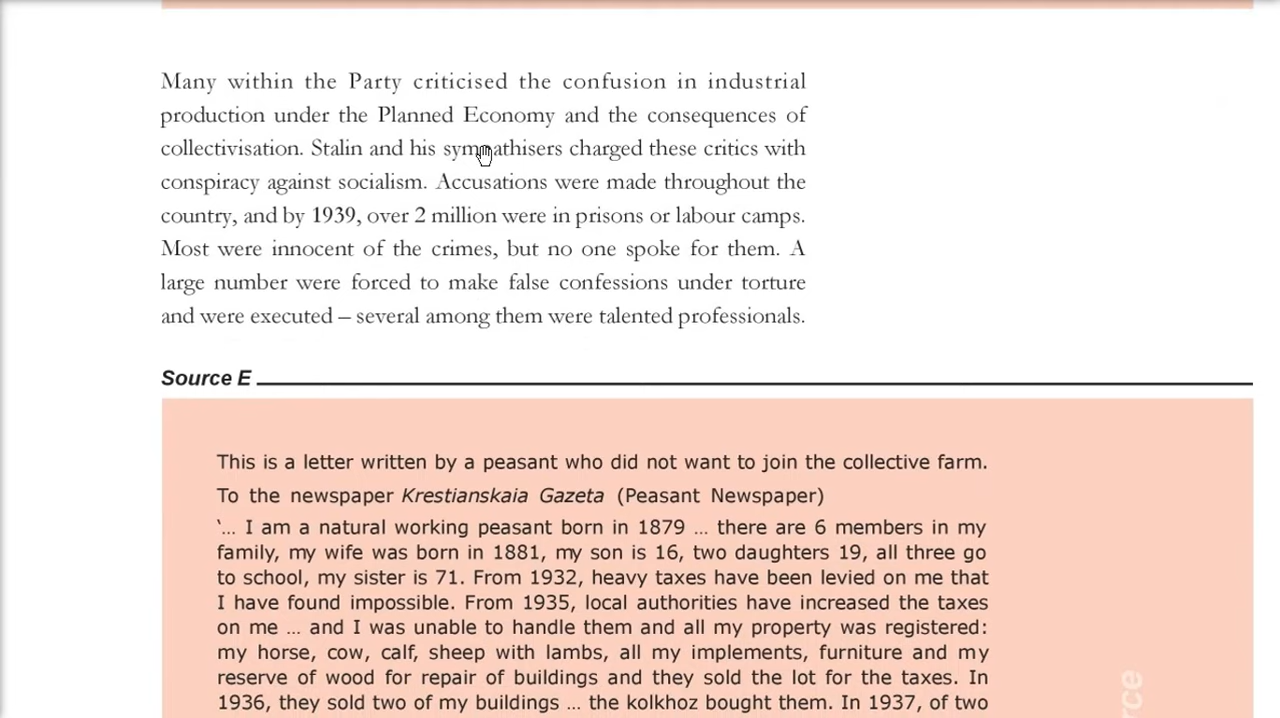 Many within the Party criticised the confusion in industrial
production under the Planned Economy and the consequences of
collectivisation. Stalin and his sympathisers charged these critics with
conspiracy against socialism. Accusations were made throughout the
country, and by 1939, over 2 million were in prisons or labour camps.
Most were innocent of the crimes, but no one spoke for them. A
large number were forced to make false confessions under torture
and were executed – several among them were talented professionals.
Source E
This is a letter written by a peasant who did not want to join the collective farm.
To the newspaper Krestianskaia Gazeta (Peasant Newspaper)
‘… I am a natural working peasant born in 1879 … there are 6 members in my
family, my wife was born in 1881, my son is 16, two daughters 19, all three go
to school, my sister is 71. From 1932, heavy taxes have been levied on me that
I have found impossible. From 1935, local authorities have increased the taxes
on me … and I was unable to handle them and all my property was registered:
my horse, cow, calf, sheep with lambs, all my implements, furniture and my
reserve of wood for repair of buildings and they sold the lot for the taxes. In
1936, they sold two of my buildings … the kolkhoz bought them. In 1937, of two